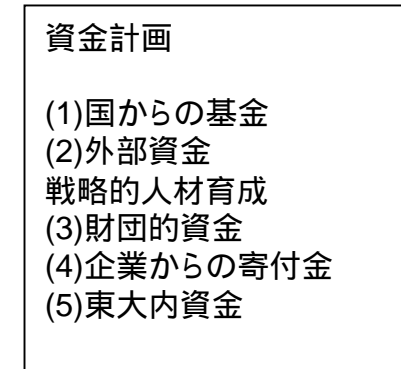 資金計画
(1)国からの基金
(2)外部資金
戦略的人材育成
(3)財団的資金
(4)企業からの寄付金
(5)東大内資金